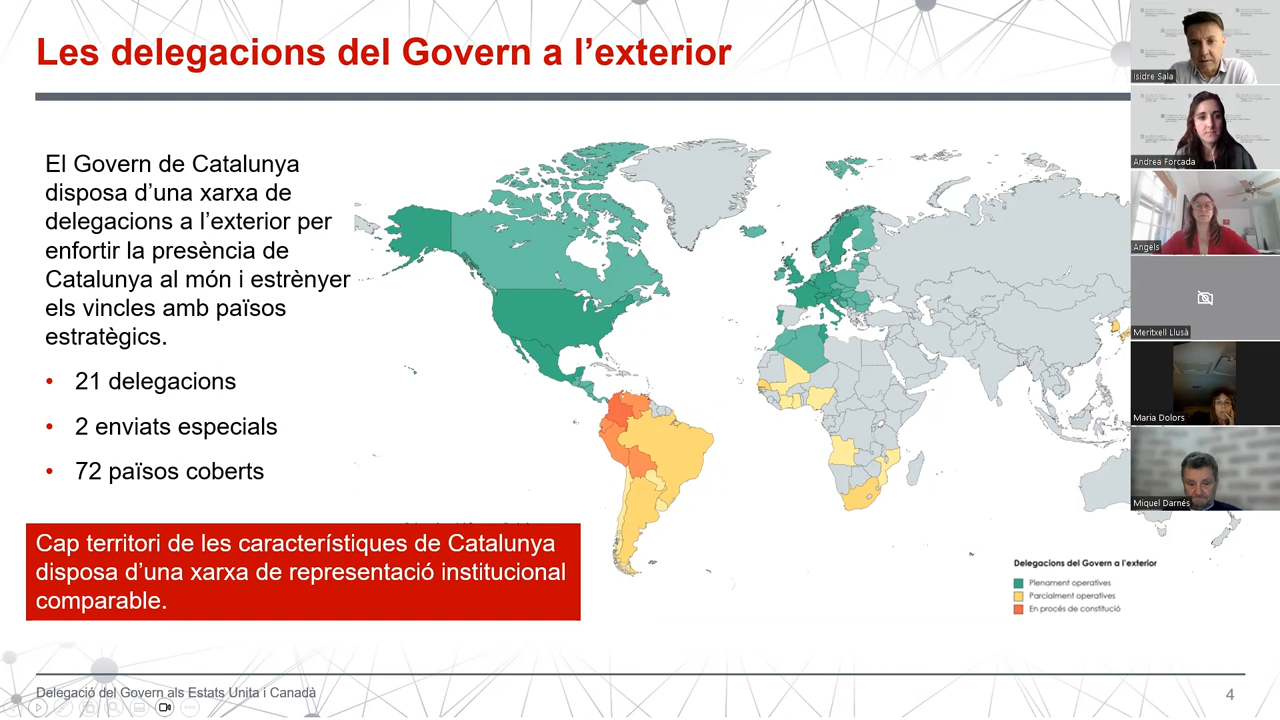 Les delegacions del Govern a l’exterior
El Govern de Catalunya
disposa d’una xarxa de
delegacions a l’exterior per
enfortir la presència de
Catalunya al món i estrènyer
els vincles amb països
estratègics.
• 21 delegacions
• 2 enviats especials
• 72 països coberts
Cap territori de les característiques de Catalunya
disposa d’una xarxa de representació institucional
comparable.
Delegacions del Govern a l'exterior
Plenament operatives
Parcialment operatives
En procés de constitució
Delegació del Govern als Estats Units i Canadà
4
Isidre Sala
Andrea Forcada
Angels
Meritxell Llusà
Maria Dolors
Miquel Darnés